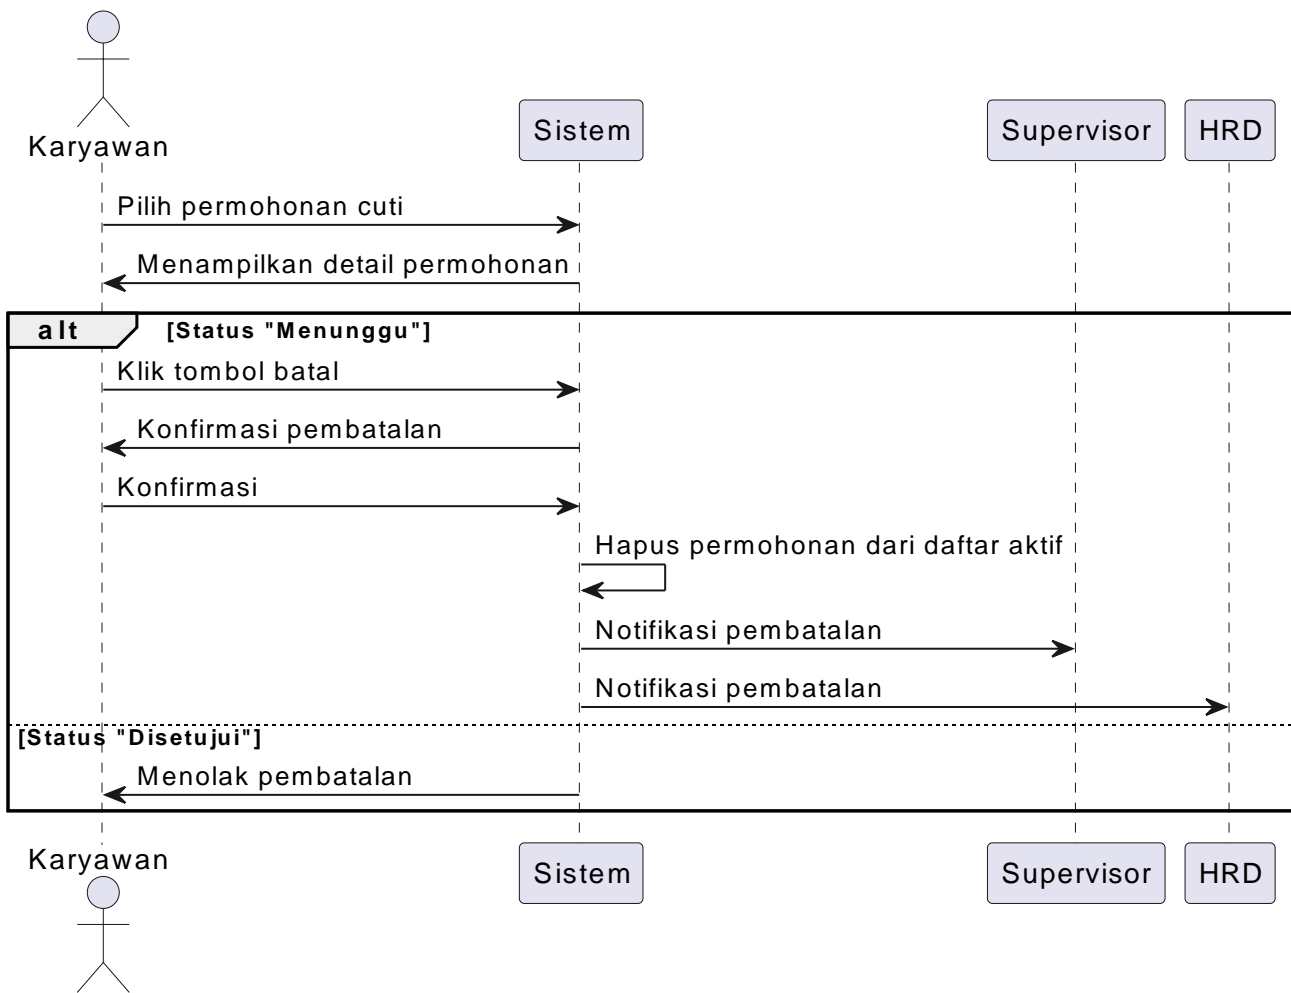 Karyawan
Sistem
Supervisor
HRD
Pilih permohonan cuti
Menampilkan detail permohonan
alt
[Status "Menunggu"]
Klik tombol batal
Konfirmasi pembatalan
Konfirmasi
Hapus permohonan dari daftar aktif
Notifikasi pembatalan
Notifikasi pembatalan
[Status "Disetujui"]
Menolak pembatalan
Karyawan
Sistem
Supervisor
HRD